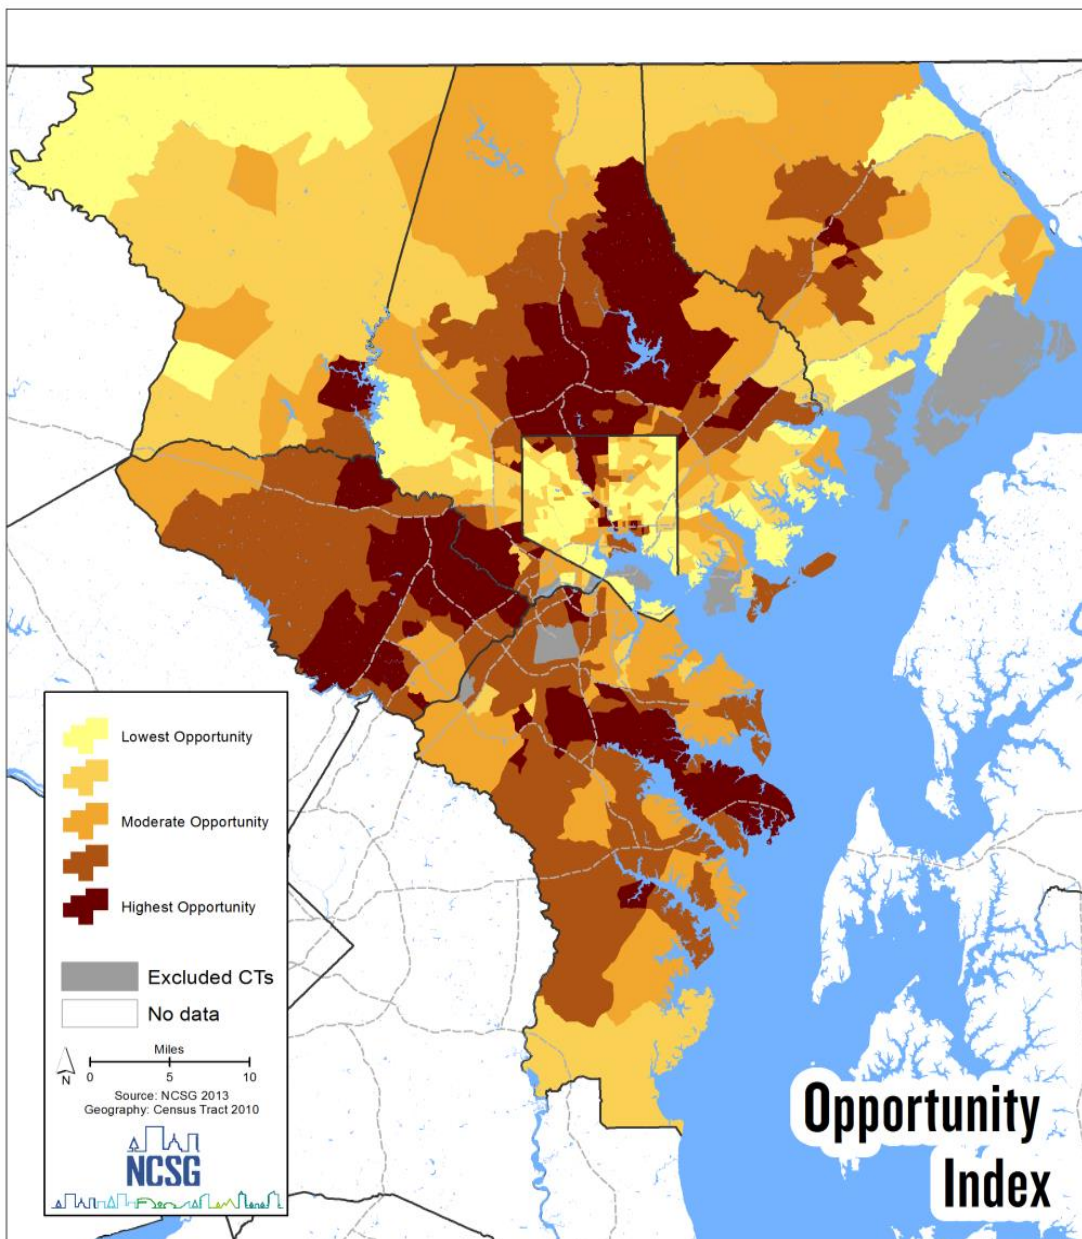 Lowest Opportunity
Moderate Opportunity
Highest Opportunity
Excluded CTs
No data
Miles
N
0 5 10
Source: NCSG 2013
Geography: Census Tract 2010
NCSG
Opportunity
Index